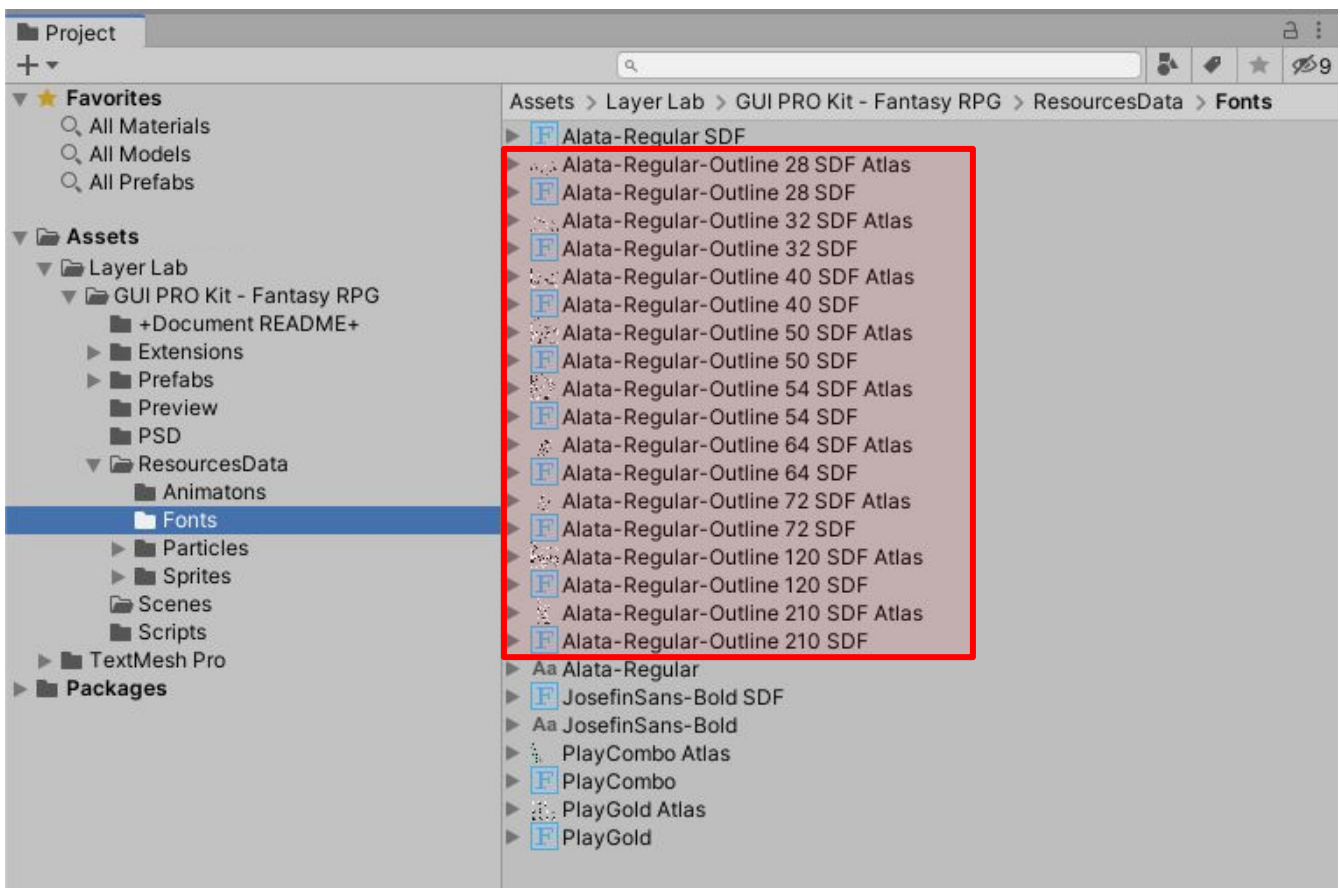 Project
9
Favorites
All Materials
All Models
All Prefabs
Assets
Layer Lab
GUI PRO Kit - Fantasy RPG
+Document README+
Extensions
Prefabs
Preview
PSD
ResourcesData
Animatons
Fonts
Particles
Sprites
Scenes
Scripts
TextMesh Pro
Packages
Assets > Layer Lab > GUI PRO Kit - Fantasy RPG > ResourcesData > Fonts
F Alata-Regular SDF
Alata-Regular-Outline 28 SDF Atlas
F Alata-Regular-Outline 28 SDF
Alata-Regular-Outline 32 SDF Atlas
F Alata-Regular-Outline 32 SDF
Alata-Regular-Outline 40 SDF Atlas
F Alata-Regular-Outline 40 SDF
Alata-Regular-Outline 50 SDF Atlas
F Alata-Regular-Outline 50 SDF
Alata-Regular-Outline 54 SDF Atlas
F Alata-Regular-Outline 54 SDF
Alata-Regular-Outline 64 SDF Atlas
F Alata-Regular-Outline 64 SDF
Alata-Regular-Outline 72 SDF Atlas
F Alata-Regular-Outline 72 SDF
Alata-Regular-Outline 120 SDF Atlas
F Alata-Regular-Outline 120 SDF
Alata-Regular-Outline 210 SDF Atlas
F Alata-Regular-Outline 210 SDF
Aa Alata-Regular
F JosefinSans-Bold SDF
Aa JosefinSans-Bold
PlayCombo Atlas
F PlayCombo
PlayGold Atlas
F PlayGold